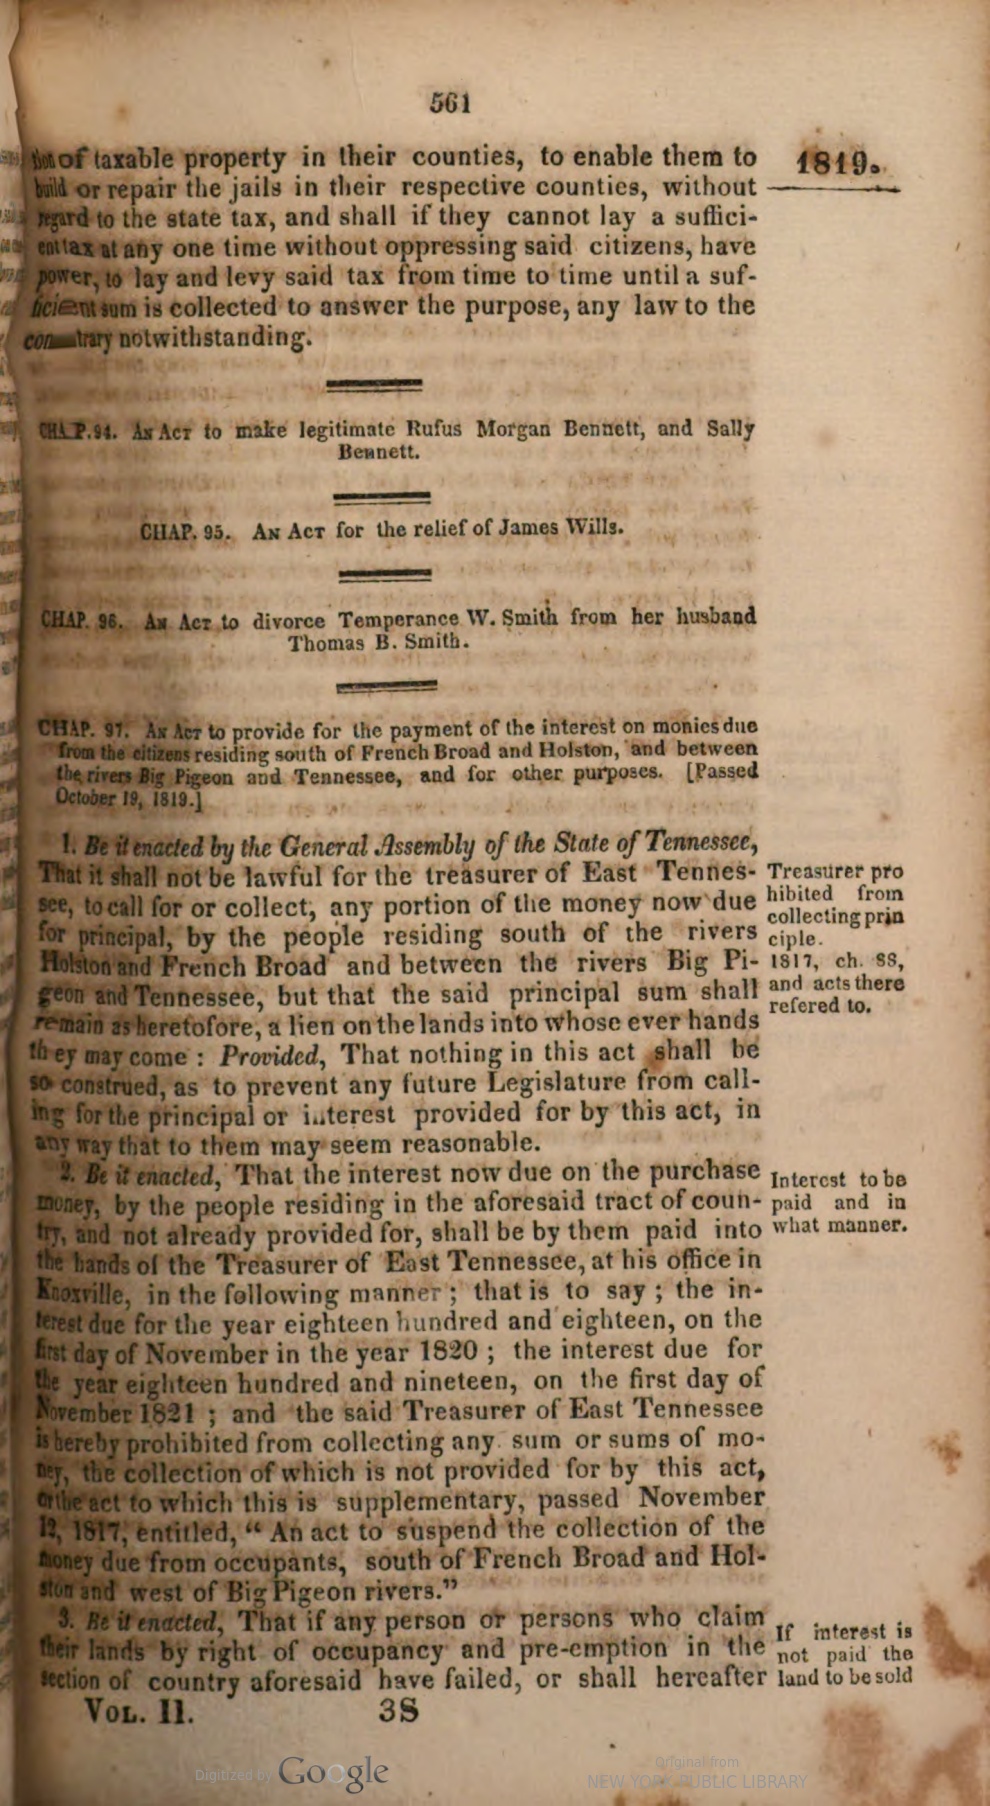 561
1819.
of taxable property in their counties, to enable them to
build or repair the jails in their respective counties, without
regard to the state tax, and shall if they cannot lay a suffici-
ent tax at any one time without oppressing said citizens, have
power, to lay and levy said tax from time to time until a suf-
ficient sum is collected to answer the purpose, any law to the
contrary notwithstanding.
CHAP. 94. AN ACT to make legitimate Rufus Morgan Bennett, and Sally
Bennett.
CHAP. 95. AN ACT for the relief of James Wills.
CHAP. 96. AN ACT to divorce Temperance W. Smith from her husband
Thomas B. Smith.
CHAP. 97. AN ACT to provide for the payment of the interest on monies due
from the citizens residing south of French Broad and Holston, and between
the rivers Big Pigeon and Tennessee, and for other purposes. [Passed
October 19, 1819.]
1. Be it enacted by the General Assembly of the State of Tennessee,
That it shall not be lawful for the treasurer of East Tennes-
see, to call for or collect, any portion of the money now due
for principal, by the people residing south of the rivers
Holston and French Broad and between the rivers Big Pi-
geon and Tennessee, but that the said principal sum shall
remain as heretofore, a lien on the lands into whose ever hands
they may come : Provided, That nothing in this act shall be
so construed, as to prevent any future Legislature from call-
ing for the principal or interest provided for by this act, in
any way that to them may seem reasonable.
Treasurer pro
hibited from
collecting prin
ciple.
1817, ch. 88,
and acts there
refered to.
2. Be it enacted, That the interest now due on the purchase
money, by the people residing in the aforesaid tract of coun-
try, and not already provided for, shall be by them paid into
the hands of the Treasurer of East Tennessee, at his office in
Knoxville, in the following manner ; that is to say ; the in-
terest due for the year eighteen hundred and eighteen, on the
first day of November in the year 1820 ; the interest due for
the year eighteen hundred and nineteen, on the first day of
November 1821 ; and the said Treasurer of East Tennessee
is hereby prohibited from collecting any sum or sums of mo-
ney, the collection of which is not provided for by this act,
or the act to which this is supplementary, passed November
12, 1817, entitled, “ An act to suspend the collection of the
money due from occupants, south of French Broad and Hol-
ston and west of Big Pigeon rivers.”
Interest to be
paid and in
what manner.
3. Be it enacted, That if any person or persons who claim
their lands by right of occupancy and pre-emption in the
section of country aforesaid have failed, or shall hereafter
If interest is
not paid the
land to be sold
VOL. II. 3S
Digitized by Google
Original from
NEW YORK PUBLIC LIBRARY